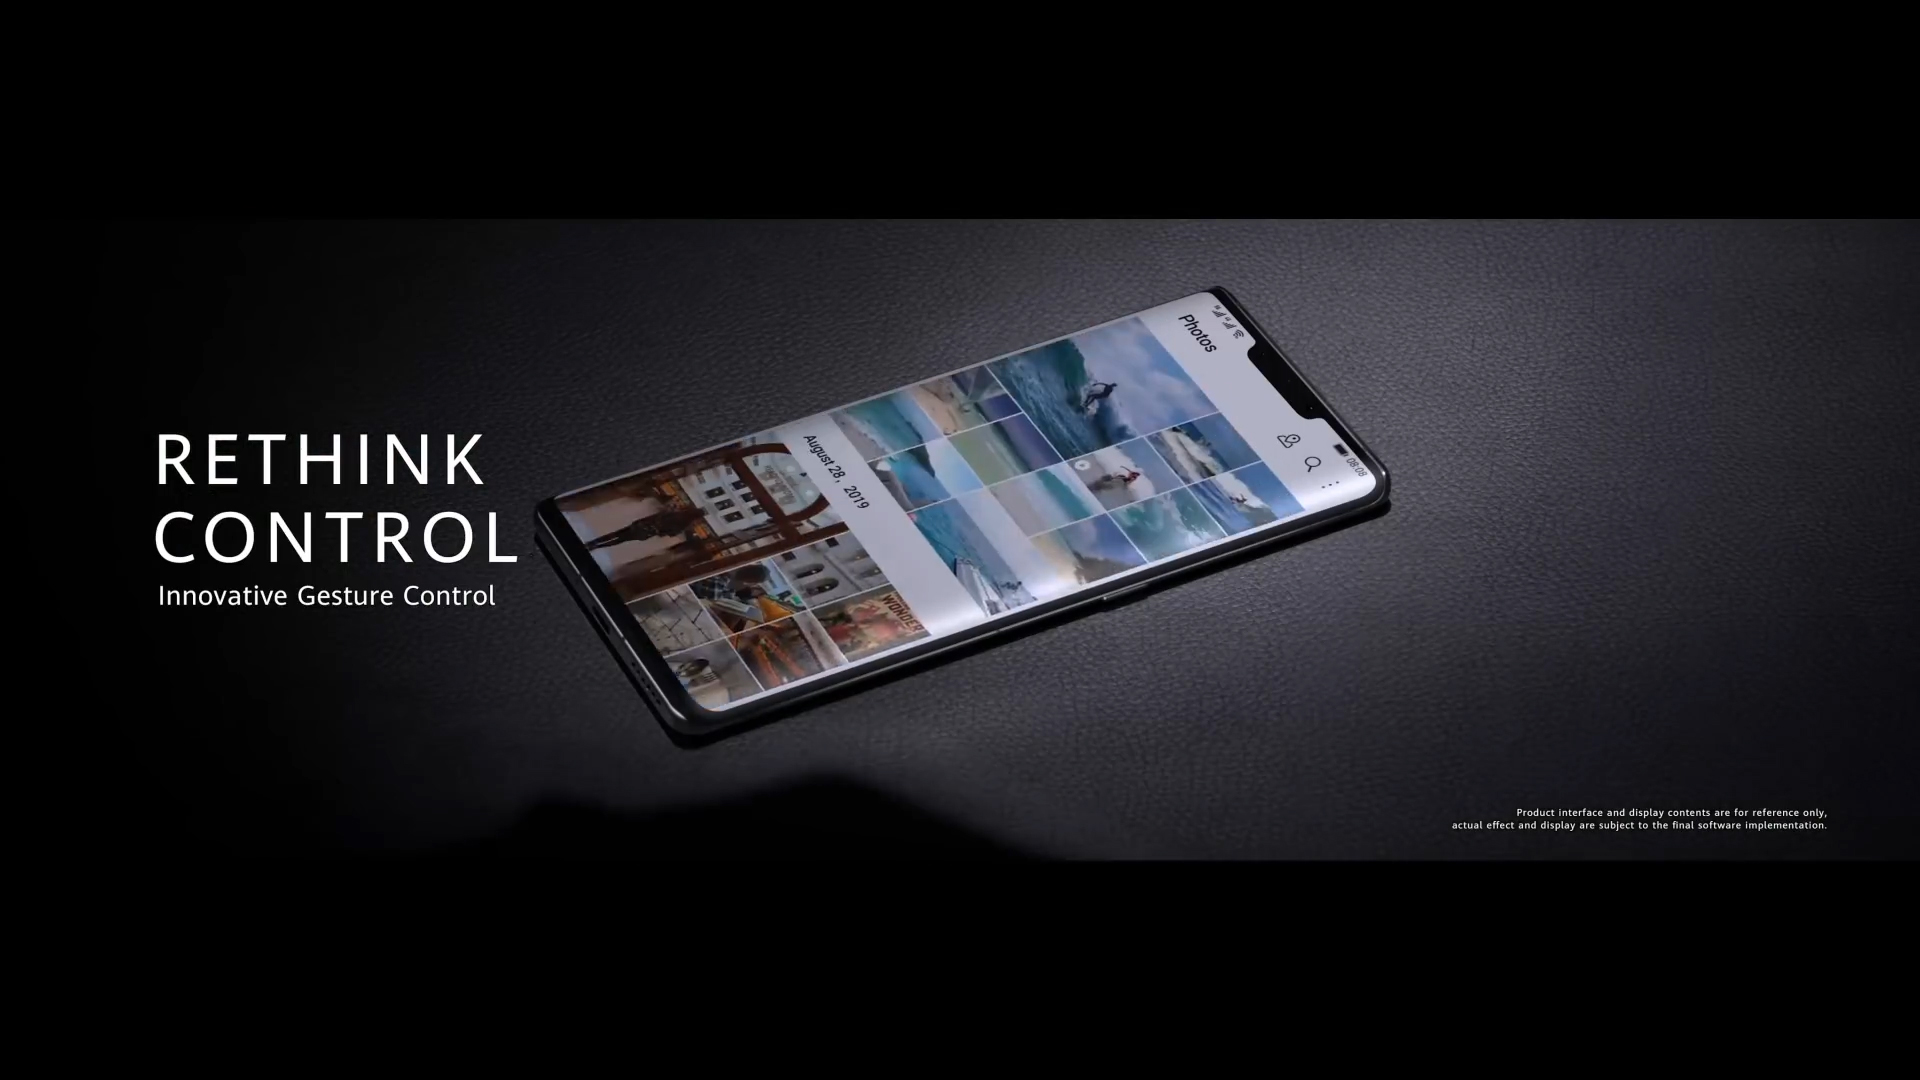 RETHINK
CONTROL
Innovative Gesture Control
Photos
08:08
August 28, 2019
WONDER
Product interface and display contents are for reference only,
actual effect and display are subject to the final software implementation.